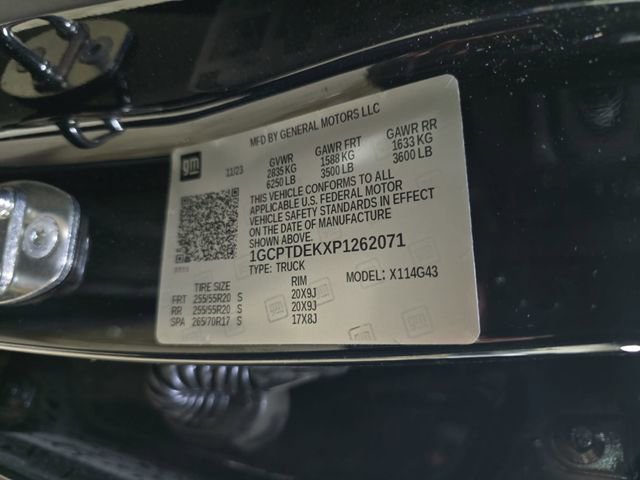 MFD BY GENERAL MOTORS LLC
gm
11/23
GVWR
2835 KG
6250 LB
GAWR FRT
1588 KG
3500 LB
GAWR RR
1633 KG
3600 LB
THIS VEHICLE CONFORMS TO ALL
APPLICABLE U.S. FEDERAL MOTOR
VEHICLE SAFETY STANDARDS IN EFFECT
ON THE DATE OF MANUFACTURE
SHOWN ABOVE.
1GCPTDEKXP1262071
TYPE: TRUCK
MODEL: X114G43
TIRE SIZE RIM
FRT 255/55R20 S 20X9J
RR 255/55R20 S 20X9J
SPA 265/70R17 S 17X8J